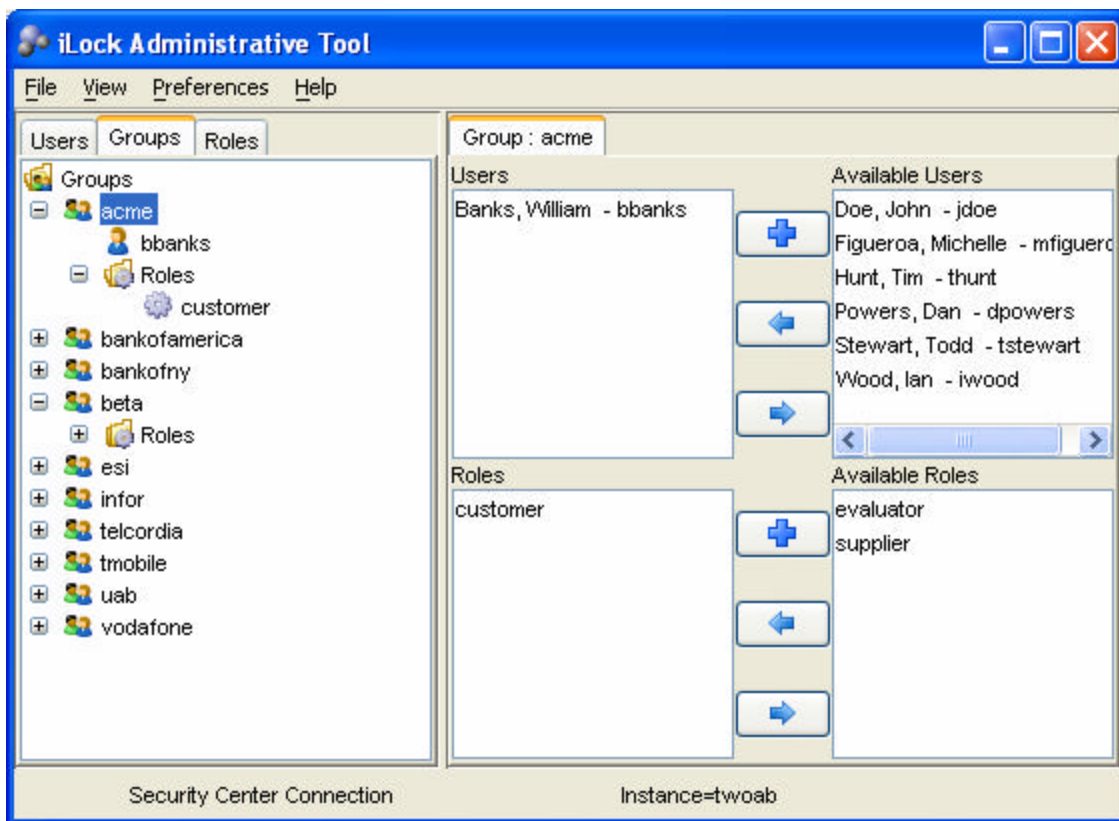 iLock Administrative Tool
File View Preferences Help
Users Groups Roles
Groups
acme
bbanks
Roles
customer
bankofamerica
bankofny
beta
Roles
esi
infor
telcordia
tmobile
uab
vodafone
Group : acme
Users
Banks, William - bbanks
Available Users
Doe, John - jdoe
Figueroa, Michelle - mfiguero
Hunt, Tim - thunt
Powers, Dan - dpowers
Stewart, Todd - tstewart
Wood, Ian - iwood
Roles
customer
Available Roles
evaluator
supplier
Security Center Connection
Instance=twoab